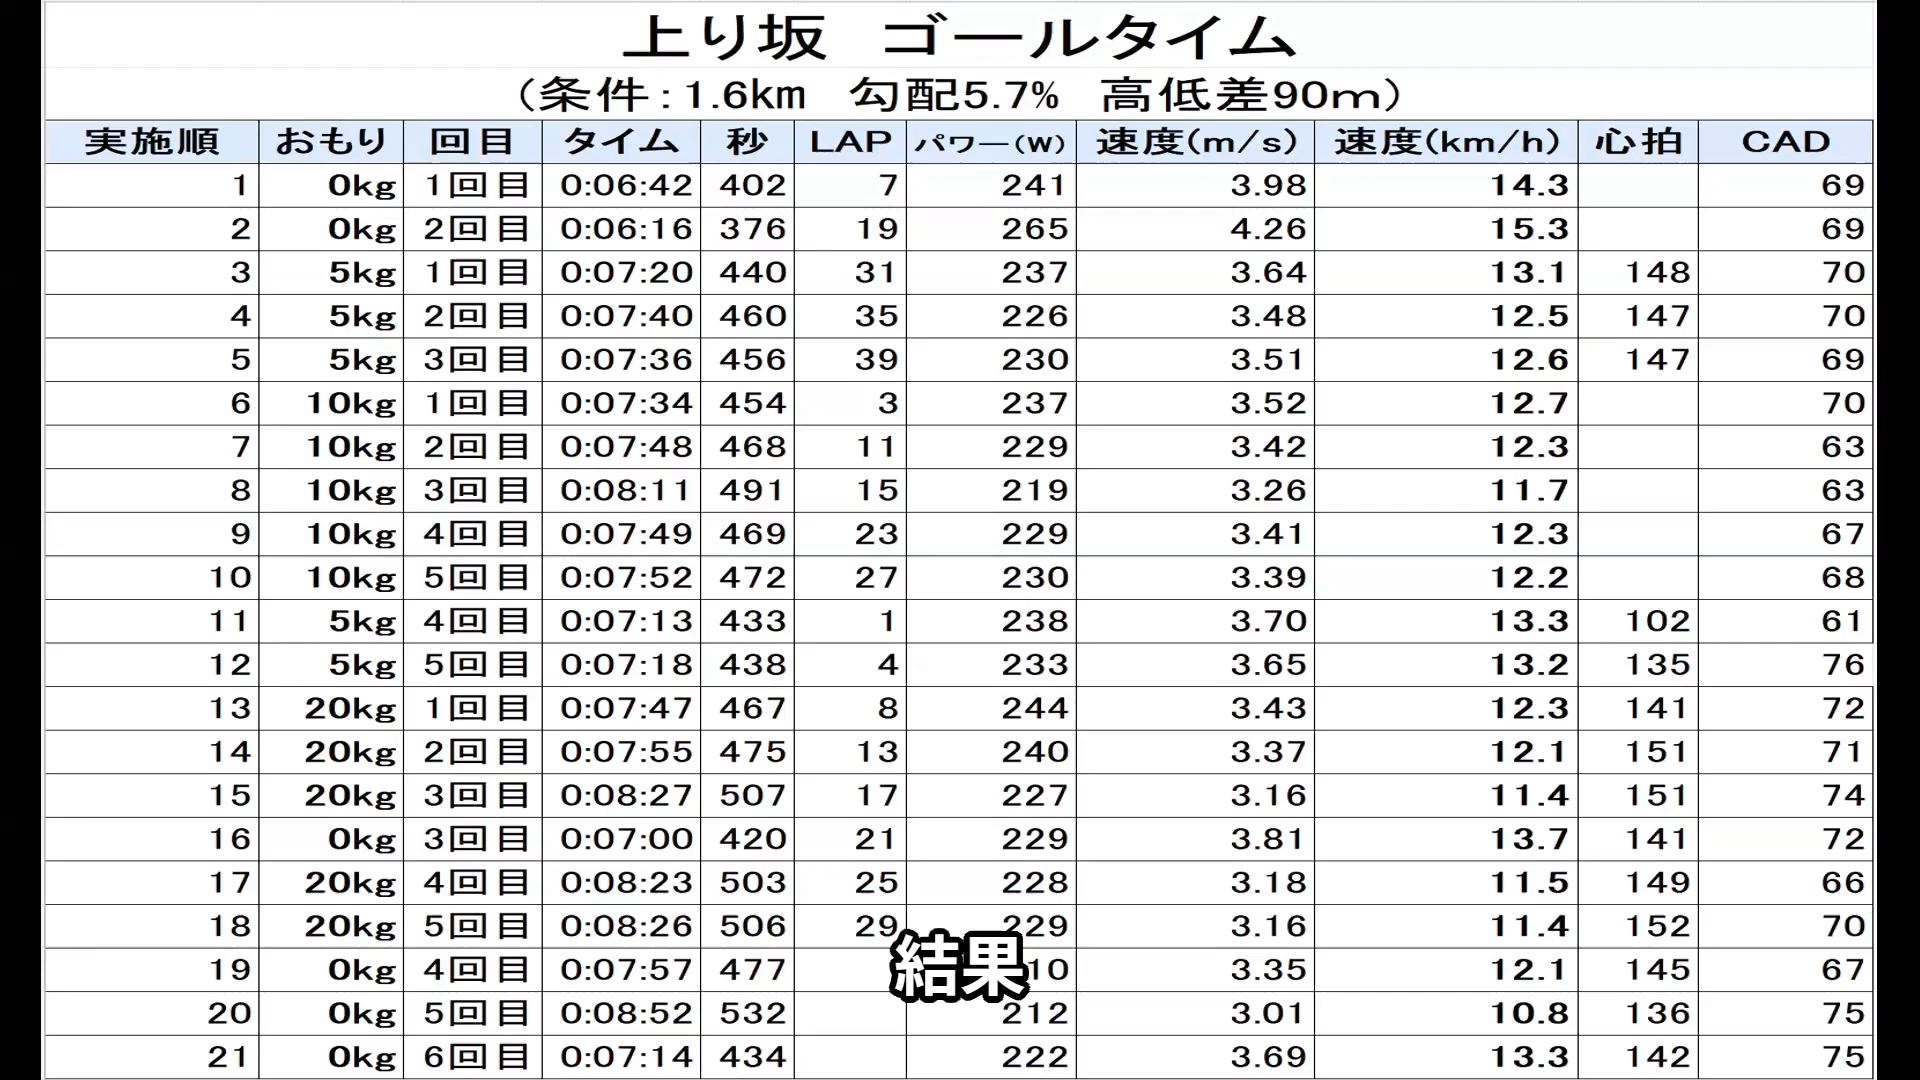 上り坂　ゴールタイム
（条件：1.6km　勾配5.7%　高低差90m）
実施順 おもり 回目 タイム 秒 LAP パワー(W) 速度(m/s) 速度(km/h) 心拍 CAD
1 0kg 1回目 0:06:42 402 7 241 3.98 14.3 69
2 0kg 2回目 0:06:16 376 19 265 4.26 15.3 69
3 5kg 1回目 0:07:20 440 31 237 3.64 13.1 148 70
4 5kg 2回目 0:07:40 460 35 226 3.48 12.5 147 70
5 5kg 3回目 0:07:36 456 39 230 3.51 12.6 147 69
6 10kg 1回目 0:07:34 454 3 237 3.52 12.7 70
7 10kg 2回目 0:07:48 468 11 229 3.42 12.3 63
8 10kg 3回目 0:08:11 491 15 219 3.26 11.7 63
9 10kg 4回目 0:07:49 469 23 229 3.41 12.3 67
10 10kg 5回目 0:07:52 472 27 230 3.39 12.2 68
11 5kg 4回目 0:07:13 433 1 238 3.70 13.3 102 61
12 5kg 5回目 0:07:18 438 4 233 3.65 13.2 135 76
13 20kg 1回目 0:07:47 467 8 244 3.43 12.3 141 72
14 20kg 2回目 0:07:55 475 13 240 3.37 12.1 151 71
15 20kg 3回目 0:08:27 507 17 227 3.16 11.4 151 74
16 0kg 3回目 0:07:00 420 21 229 3.81 13.7 141 72
17 20kg 4回目 0:08:23 503 25 228 3.18 11.5 149 66
18 20kg 5回目 0:08:26 506 29 229 3.16 11.4 152 70
19 0kg 4回目 0:07:57 477 3.35 12.1 145 67
20 0kg 5回目 0:08:52 532 212 3.01 10.8 136 75
21 0kg 6回目 0:07:14 434 222 3.69 13.3 142 75
結果